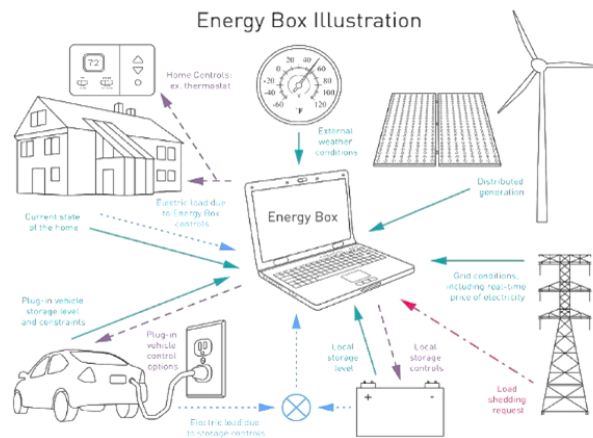 Energy Box Illustration
72
Home Controls:
ex. thermostat
-60
-40
-20
0
20
40
60
80
100
120
°F
External
weather
conditions
Distributed
generation
Energy Box
Electric load due
to Energy Box
controls
Current state
of the home
Grid conditions,
including real-time
price of electricity
Plug-in vehicle
storage level
and constraints
Plug-in
vehicle
control
options
Local
storage
level
Local
storage
controls
Load
shedding
request
+
-
Electric load due
to storage controls